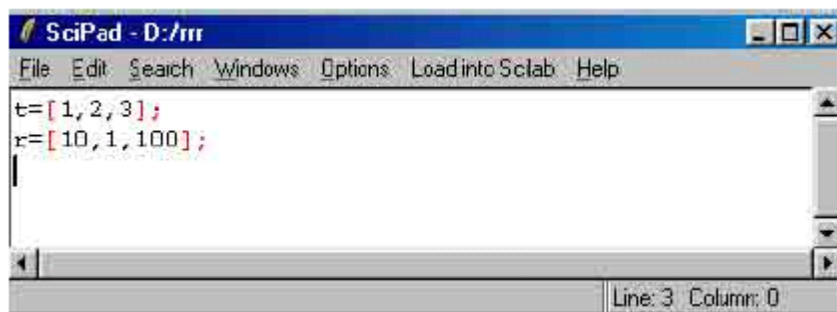 SciPad - D:/rrr
File Edit Search Windows Options Load into Scilab Help
t=[1,2,3];
r=[10,1,100];
Line: 3 Column: 0